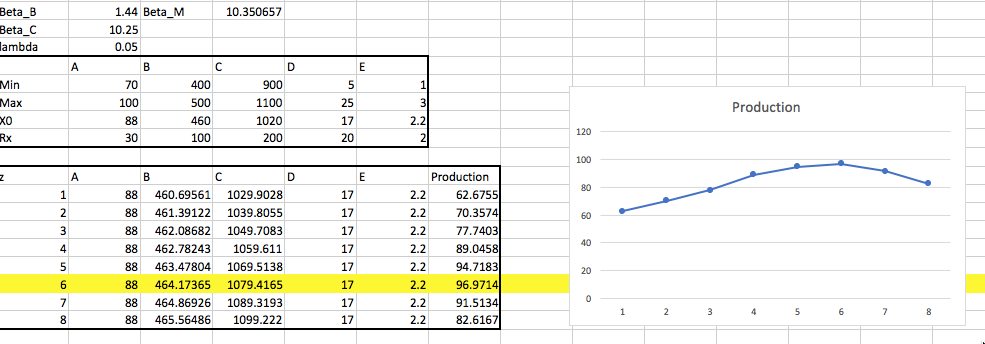 Beta_B 1.44 Beta_M 10.350657
Beta_C 10.25
lambda 0.05
A B C D E
Min 70 400 900 5 1
Max 100 500 1100 25 3
X0 88 460 1020 17 2.2
Rx 30 100 200 20 2
z A B C D E Production
1 88 460.69561 1029.9028 17 2.2 62.6755
2 88 461.39122 1039.8055 17 2.2 70.3574
3 88 462.08682 1049.7083 17 2.2 77.7403
4 88 462.78243 1059.611 17 2.2 89.0458
5 88 463.47804 1069.5138 17 2.2 94.7183
6 88 464.17365 1079.4165 17 2.2 96.9714
7 88 464.86926 1089.3193 17 2.2 91.5134
8 88 465.56486 1099.222 17 2.2 82.6167
Production
120
100
80
60
40
20
0
1 2 3 4 5 6 7 8